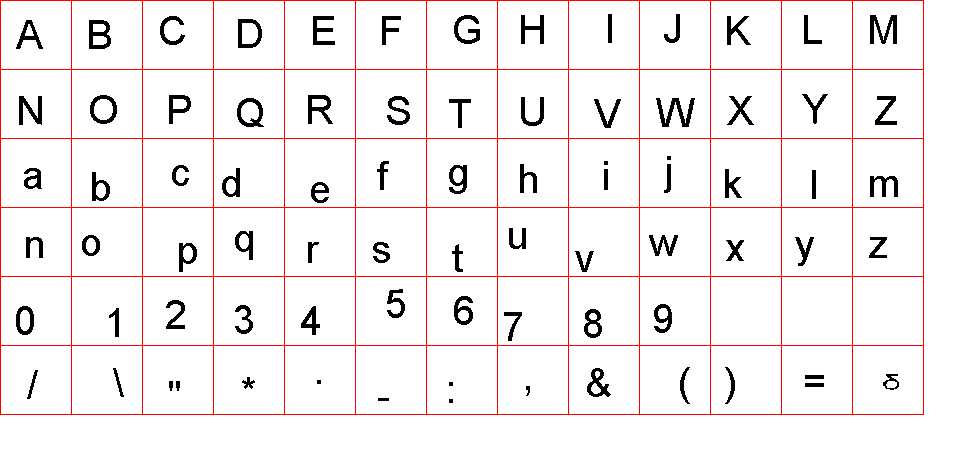 A B C D E F G H I J K L M
N O P Q R S T U V W X Y Z
a b c d e f g h i j k l m
n o p q r s t u v w x y z
0 1 2 3 4 5 6 7 8 9
/ \ " * . _ : , & ( ) = δ